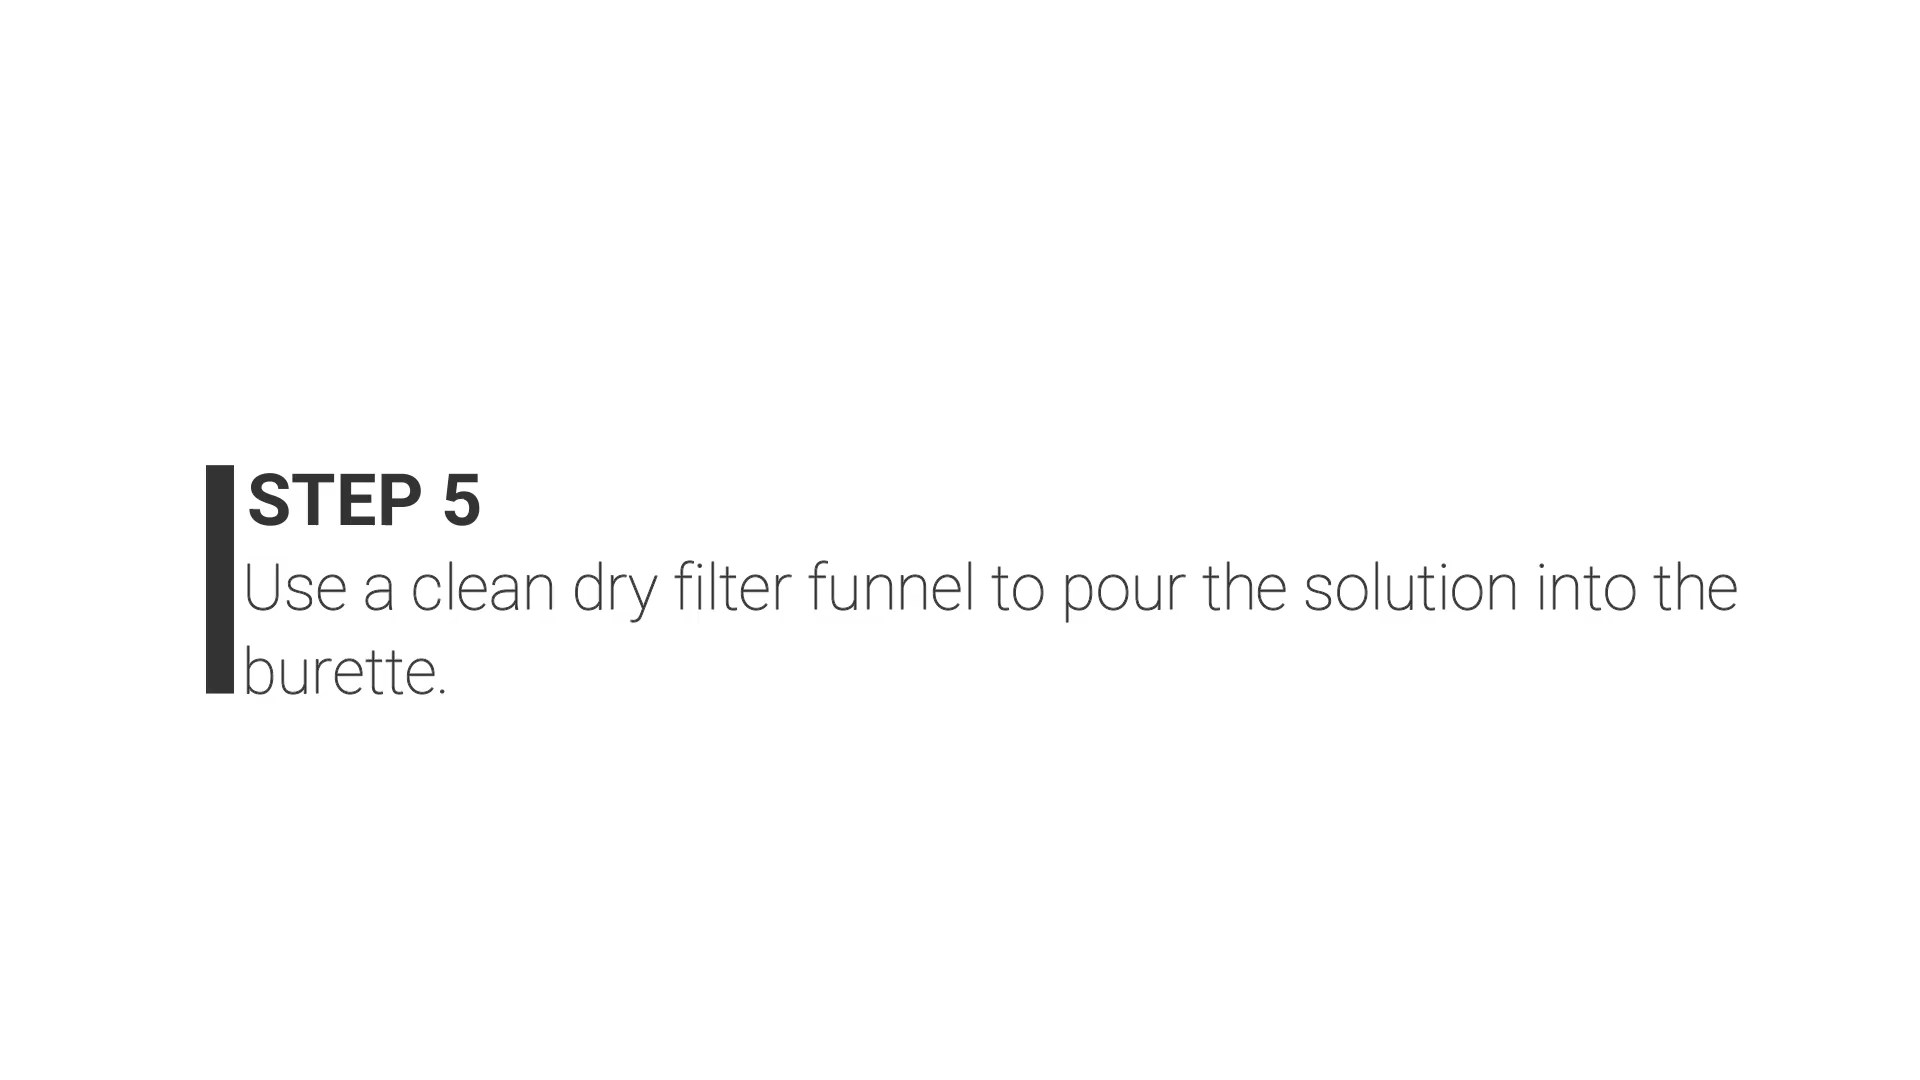 STEP 5
Use a clean dry filter funnel to pour the solution into the
burette.